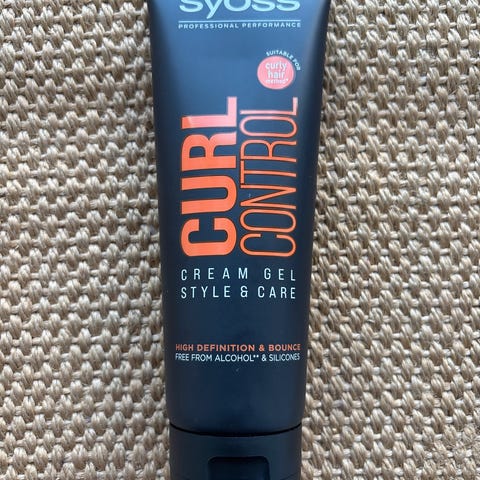 syoss
PROFESSIONAL PERFORMANCE
SUITABLE FOR
curly
hair
method*
CURL
CONTROL
CREAM GEL
STYLE & CARE
HIGH DEFINITION & BOUNCE
FREE FROM ALCOHOL** & SILICONES